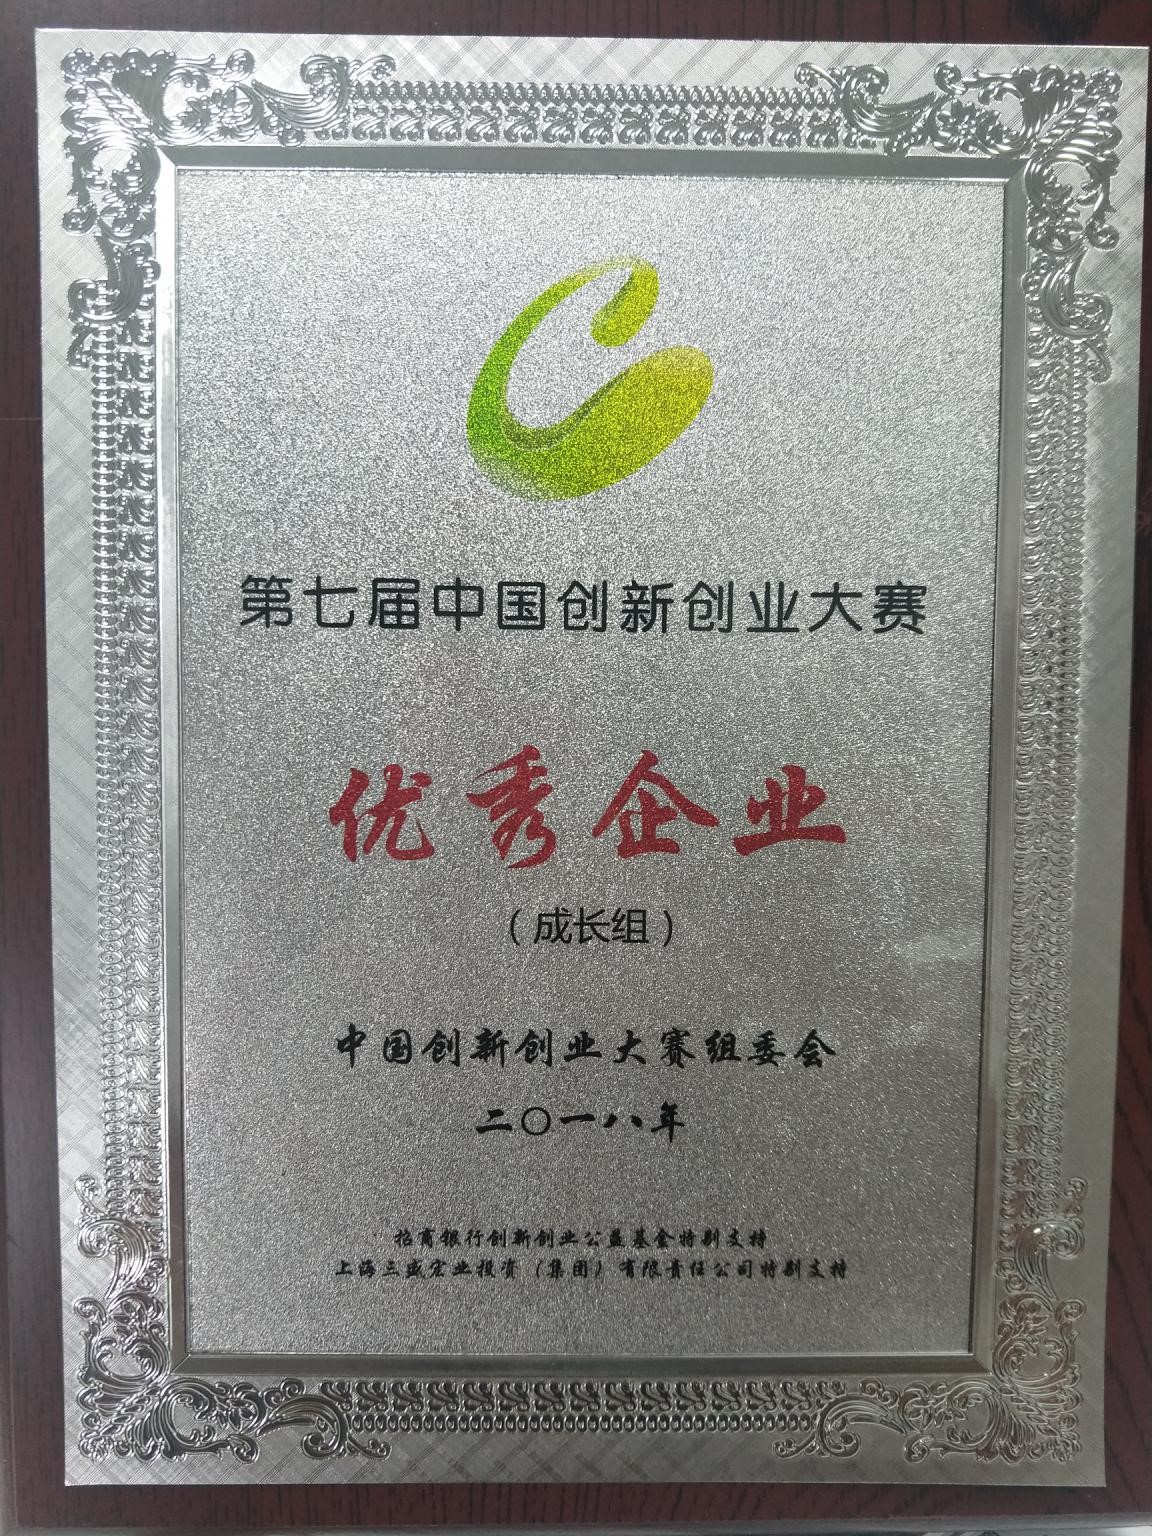 第七届中国创新创业大赛
优秀企业
（成长组）
中国创新创业大赛组委会
二〇一八年
招商银行创新创业公益基金特别支持
上海三盛宏业投资（集团）有限责任公司特别支持